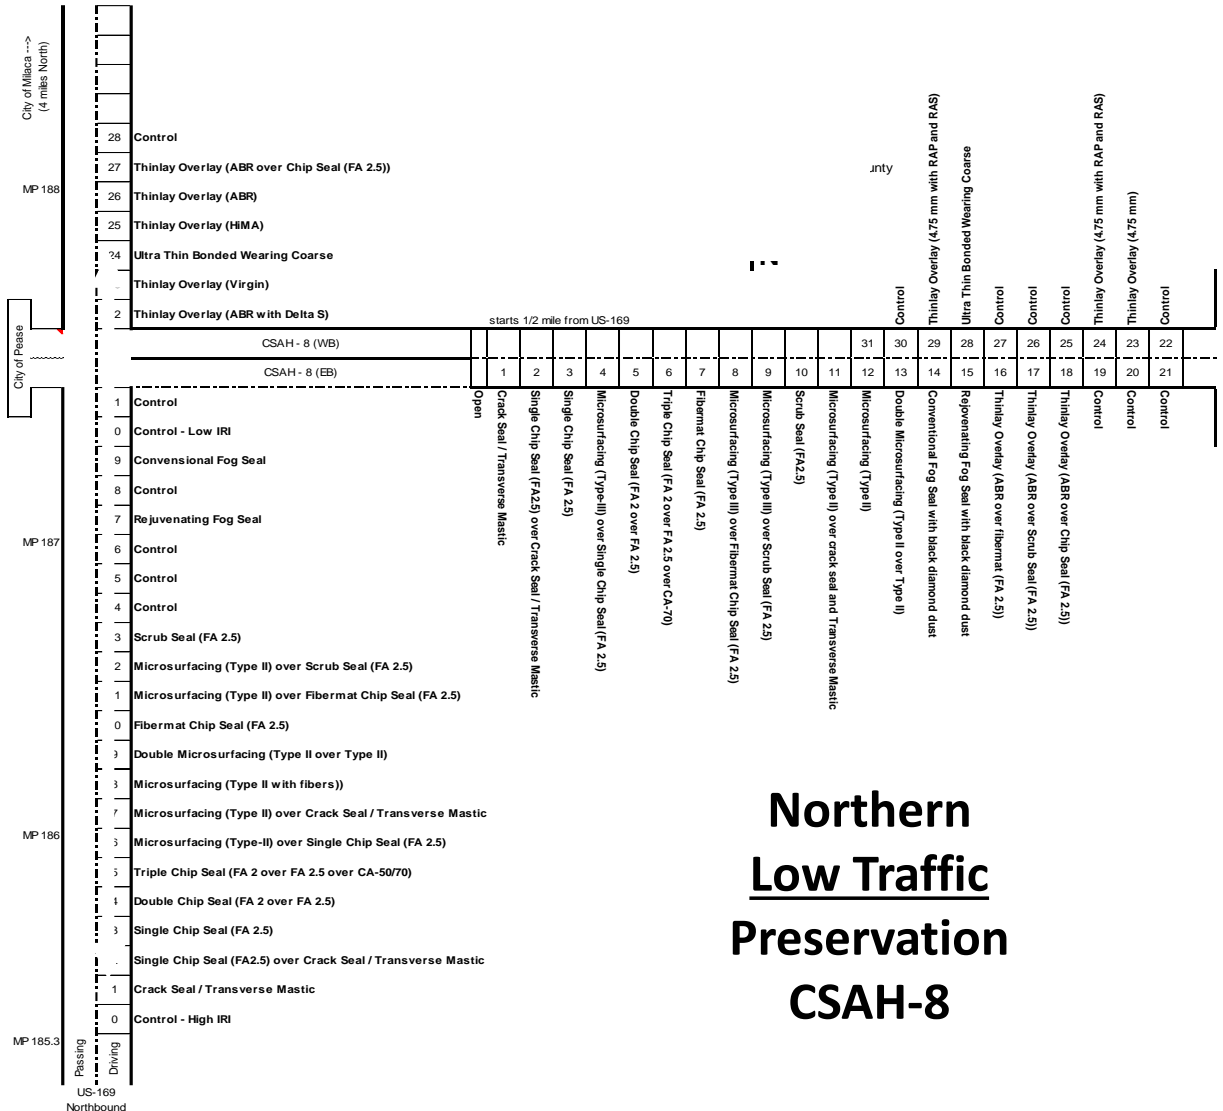 City of Milaca --->
(4 miles North)
28 Control
27 Thinlay Overlay (ABR over Chip Seal (FA 2.5))
MP 188
26 Thinlay Overlay (ABR)
25 Thinlay Overlay (HiMA)
24 Ultra Thin Bonded Wearing Coarse
Thinlay Overlay (Virgin)
2 Thinlay Overlay (ABR with Delta S)
City of Pease
starts 1/2 mile from US-169
Control
Thinlay Overlay (4.75 mm with RAP and RAS)
Ultra Thin Bonded Wearing Coarse
Control
Control
Control
Thinlay Overlay (4.75 mm with RAP and RAS)
Thinlay Overlay (4.75 mm)
Control
CSAH - 8 (WB) 31 30 29 28 27 26 25 24 23 22
CSAH - 8 (EB) 1 2 3 4 5 6 7 8 9 10 11 12 13 14 15 16 17 18 19 20 21
Open
Crack Seal / Transverse Mastic
Single Chip Seal (FA2.5) over Crack Seal / Transverse Mastic
Single Chip Seal (FA 2.5)
Microsurfacing (Type-III) over Single Chip Seal (FA 2.5)
Double Chip Seal (FA 2 over FA 2.5)
Triple Chip Seal (FA 2 over FA 2.5 over CA-70)
Fibermat Chip Seal (FA 2.5)
Microsurfacing (Type III) over Fibermat Chip Seal (FA 2.5)
Microsurfacing (Type III) over Scrub Seal (FA 2.5)
Scrub Seal (FA2.5)
Microsurfacing (Type II) over crack seal and Transverse Mastic
Microsurfacing (Type II)
Double Microsurfacing (Type II over Type II)
Conventional Fog Seal with black diamond dust
Rejovenating Fog Seal with black diamond dust
Thinlay Overlay (ABR over fibermat (FA 2.5))
Thinlay Overlay (ABR over Scrub Seal (FA 2.5))
Thinlay Overlay (ABR over Chip Seal (FA 2.5))
Control
Control
Control
1 Control
0 Control - Low IRI
9 Convensional Fog Seal
8 Control
7 Rejuvenating Fog Seal
MP 187
6 Control
5 Control
4 Control
3 Scrub Seal (FA 2.5)
2 Microsurfacing (Type II) over Scrub Seal (FA 2.5)
1 Microsurfacing (Type II) over Fibermat Chip Seal (FA 2.5)
0 Fibermat Chip Seal (FA 2.5)
Double Microsurfacing (Type II over Type II)
Microsurfacing (Type II with fibers))
Microsurfacing (Type II) over Crack Seal / Transverse Mastic
MP 186
Microsurfacing (Type-II) over Single Chip Seal (FA 2.5)
Triple Chip Seal (FA 2 over FA 2.5 over CA-50/70)
Double Chip Seal (FA 2 over FA 2.5)
Single Chip Seal (FA 2.5)
Single Chip Seal (FA2.5) over Crack Seal / Transverse Mastic
1 Crack Seal / Transverse Mastic
0 Control - High IRI
MP 185.3
Passing
Driving
US-169
Northbound
Northern
Low Traffic
Preservation
CSAH-8